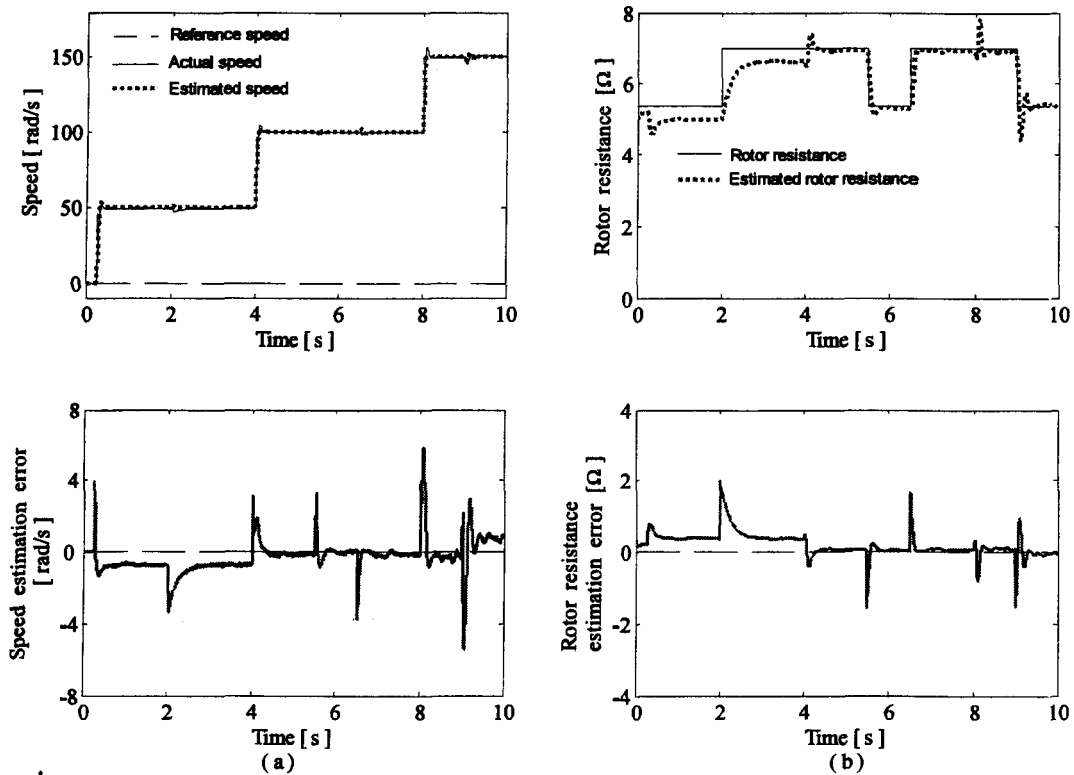 150
100
50
0
Speed [ rad/s ]
Reference speed
Actual speed
Estimated speed
0 2 4 6 8 10
Time [ s ]
8
6
4
2
0
Rotor resistance [Ω]
Rotor resistance
Estimated rotor resistance
0 2 4 6 8 10
Time [ s ]
8
4
0
-4
-8
Speed estimation error
[ rad/s ]
0 2 4 6 8 10
Time [ s ]
( a )
4
2
0
-2
-4
Rotor resistance
estimation error [Ω]
0 2 4 6 8 10
Time [ s ]
( b )